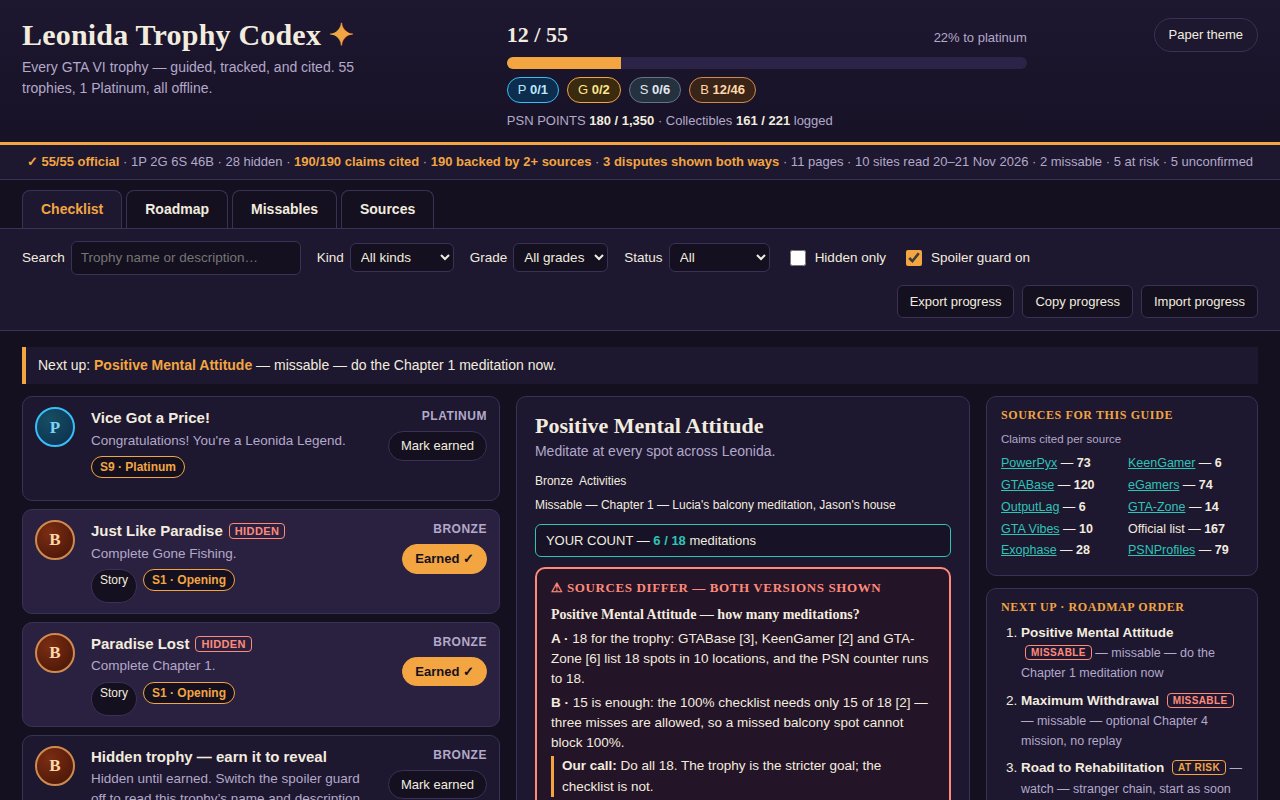 Leonida Trophy Codex ✦
Every GTA VI trophy — guided, tracked, and cited. 55
trophies, 1 Platinum, all offline.
12 / 55
22% to platinum
P 0/1
G 0/2
S 0/6
B 12/46
PSN POINTS 180 / 1,350 · Collectibles 161 / 221 logged
Paper theme
✓ 55/55 official · 1P 2G 6S 46B · 28 hidden · 190/190 claims cited · 190 backed by 2+ sources · 3 disputes shown both ways · 11 pages · 10 sites read 20–21 Nov 2026 · 2 missable · 5 at risk · 5 unconfirmed
Checklist
Roadmap
Missables
Sources
Search
Trophy name or description…
Kind
All kinds
Grade
All grades
Status
All
Hidden only
Spoiler guard on
Export progress
Copy progress
Import progress
Next up: Positive Mental Attitude — missable — do the Chapter 1 meditation now.
P
Vice Got a Price!
Congratulations! You're a Leonida Legend.
S9 · Platinum
PLATINUM
Mark earned
B
Just Like Paradise HIDDEN
Complete Gone Fishing.
Story
S1 · Opening
BRONZE
Earned ✓
B
Paradise Lost HIDDEN
Complete Chapter 1.
Story
S1 · Opening
BRONZE
Earned ✓
B
Hidden trophy — earn it to reveal
Hidden until earned. Switch the spoiler guard
off to read this trophy's name and description
BRONZE
Mark earned
Positive Mental Attitude
Meditate at every spot across Leonida.
Bronze Activities
Missable — Chapter 1 — Lucia's balcony meditation, Jason's house
YOUR COUNT — 6 / 18 meditations
⚠ SOURCES DIFFER — BOTH VERSIONS SHOWN
Positive Mental Attitude — how many meditations?
A · 18 for the trophy: GTABase [3], KeenGamer [2] and GTA-
Zone [6] list 18 spots in 10 locations, and the PSN counter runs
to 18.
B · 15 is enough: the 100% checklist needs only 15 of 18 [2] —
three misses are allowed, so a missed balcony spot cannot
block 100%.
Our call: Do all 18. The trophy is the stricter goal; the
checklist is not.
SOURCES FOR THIS GUIDE
Claims cited per source
PowerPyx — 73
KeenGamer — 6
GTABase — 120
eGamers — 74
OutputLag — 6
GTA-Zone — 14
GTA Vibes — 10
Official list — 167
Exophase — 28
PSNProfiles — 79
NEXT UP · ROADMAP ORDER
1. Positive Mental Attitude
MISSABLE — missable — do the
Chapter 1 meditation now
2. Maximum Withdrawal MISSABLE
— missable — optional Chapter 4
mission, no replay
3. Road to Rehabilitation AT RISK —
watch — stranger chain, start as soon